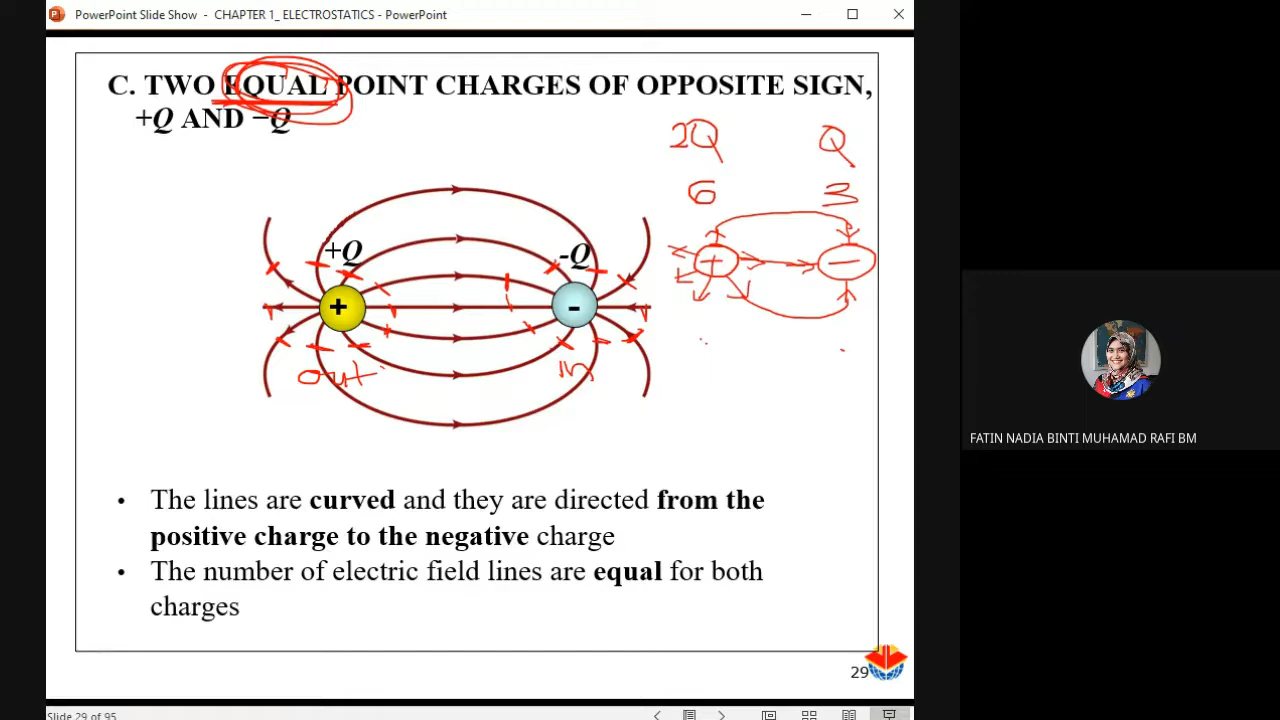 PowerPoint Slide Show - CHAPTER 1_ ELECTROSTATICS - PowerPoint
C. TWO EQUAL POINT CHARGES OF OPPOSITE SIGN,
+Q AND −Q
2Q Q
6 3
+Q -Q
+ −
+ -
out in
• The lines are curved and they are directed from the
positive charge to the negative charge
• The number of electric field lines are equal for both
charges
FATIN NADIA BINTI MUHAMAD RAFI BM
29
Slide 29 of 95